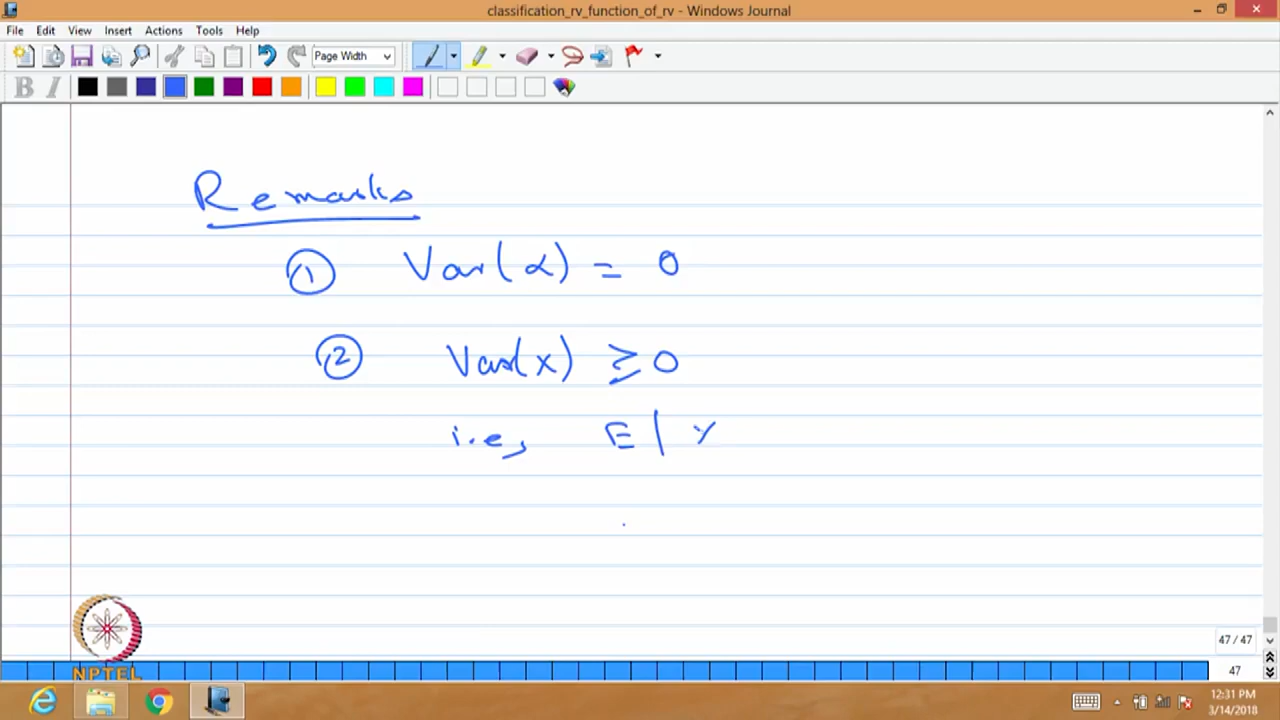 classification_rv_function_of_rv - Windows Journal
File Edit View Insert Actions Tools Help
Page Width
B I
Remarks
① Var(α) = 0
② Var(x) ≥ 0
i.e., E | x
47 / 47
NPTEL
47
12:31 PM
3/14/2018